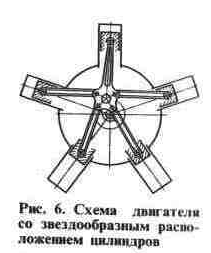 Рис. 6. Схема двигателя
со звездообразным распо-
ложением цилиндров